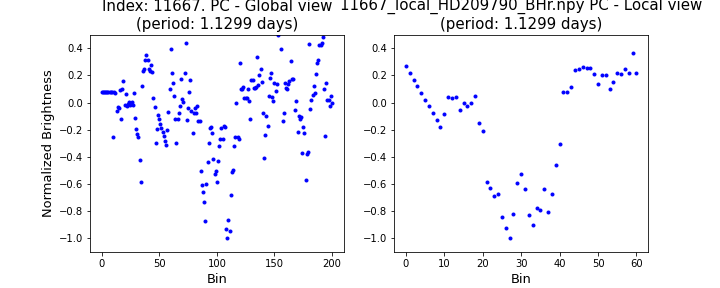 Index: 11667. PC - Global view
(period: 1.1299 days)
11667_local_HD209790_BHr.npy PC - Local view
(period: 1.1299 days)
Normalized Brightness
0.4
0.2
0.0
−0.2
−0.4
−0.6
−0.8
−1.0
0 50 100 150 200
Bin
0.4
0.2
0.0
−0.2
−0.4
−0.6
−0.8
−1.0
0 10 20 30 40 50 60
Bin